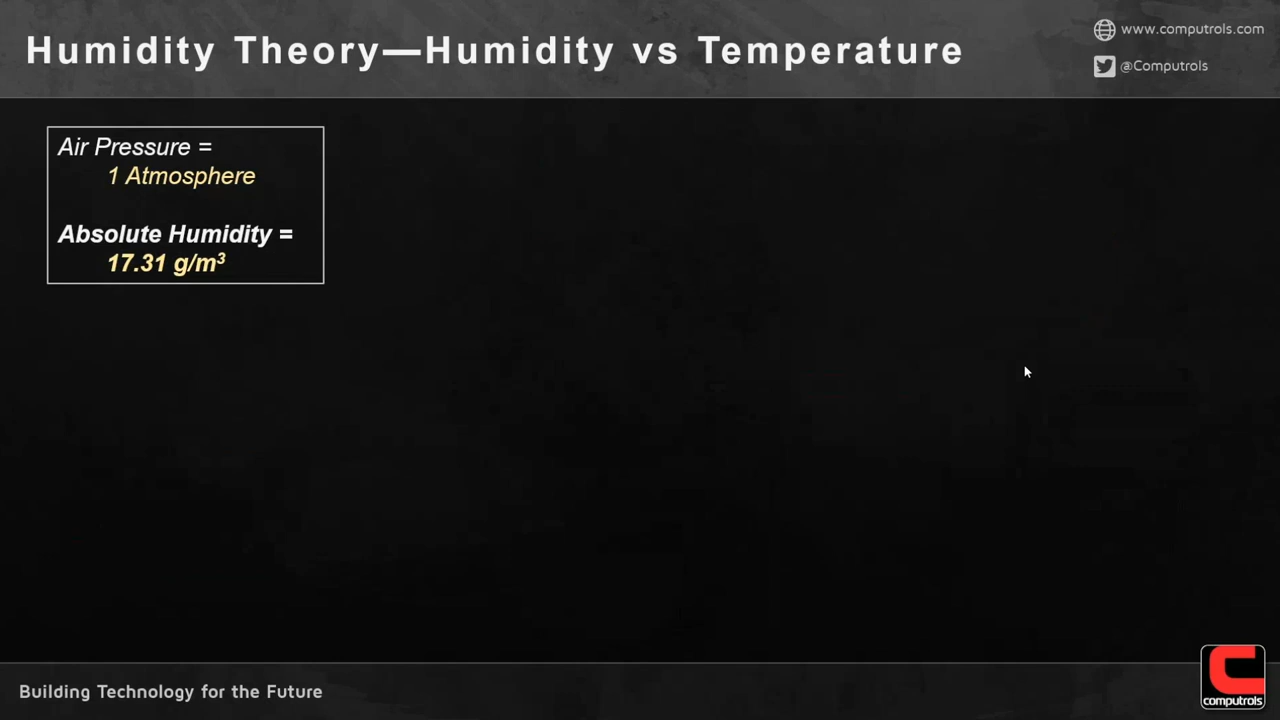 Humidity Theory—Humidity vs Temperature
www.computrols.com
@Computrols
Air Pressure =
1 Atmosphere
Absolute Humidity =
17.31 g/m³
Building Technology for the Future
computrols